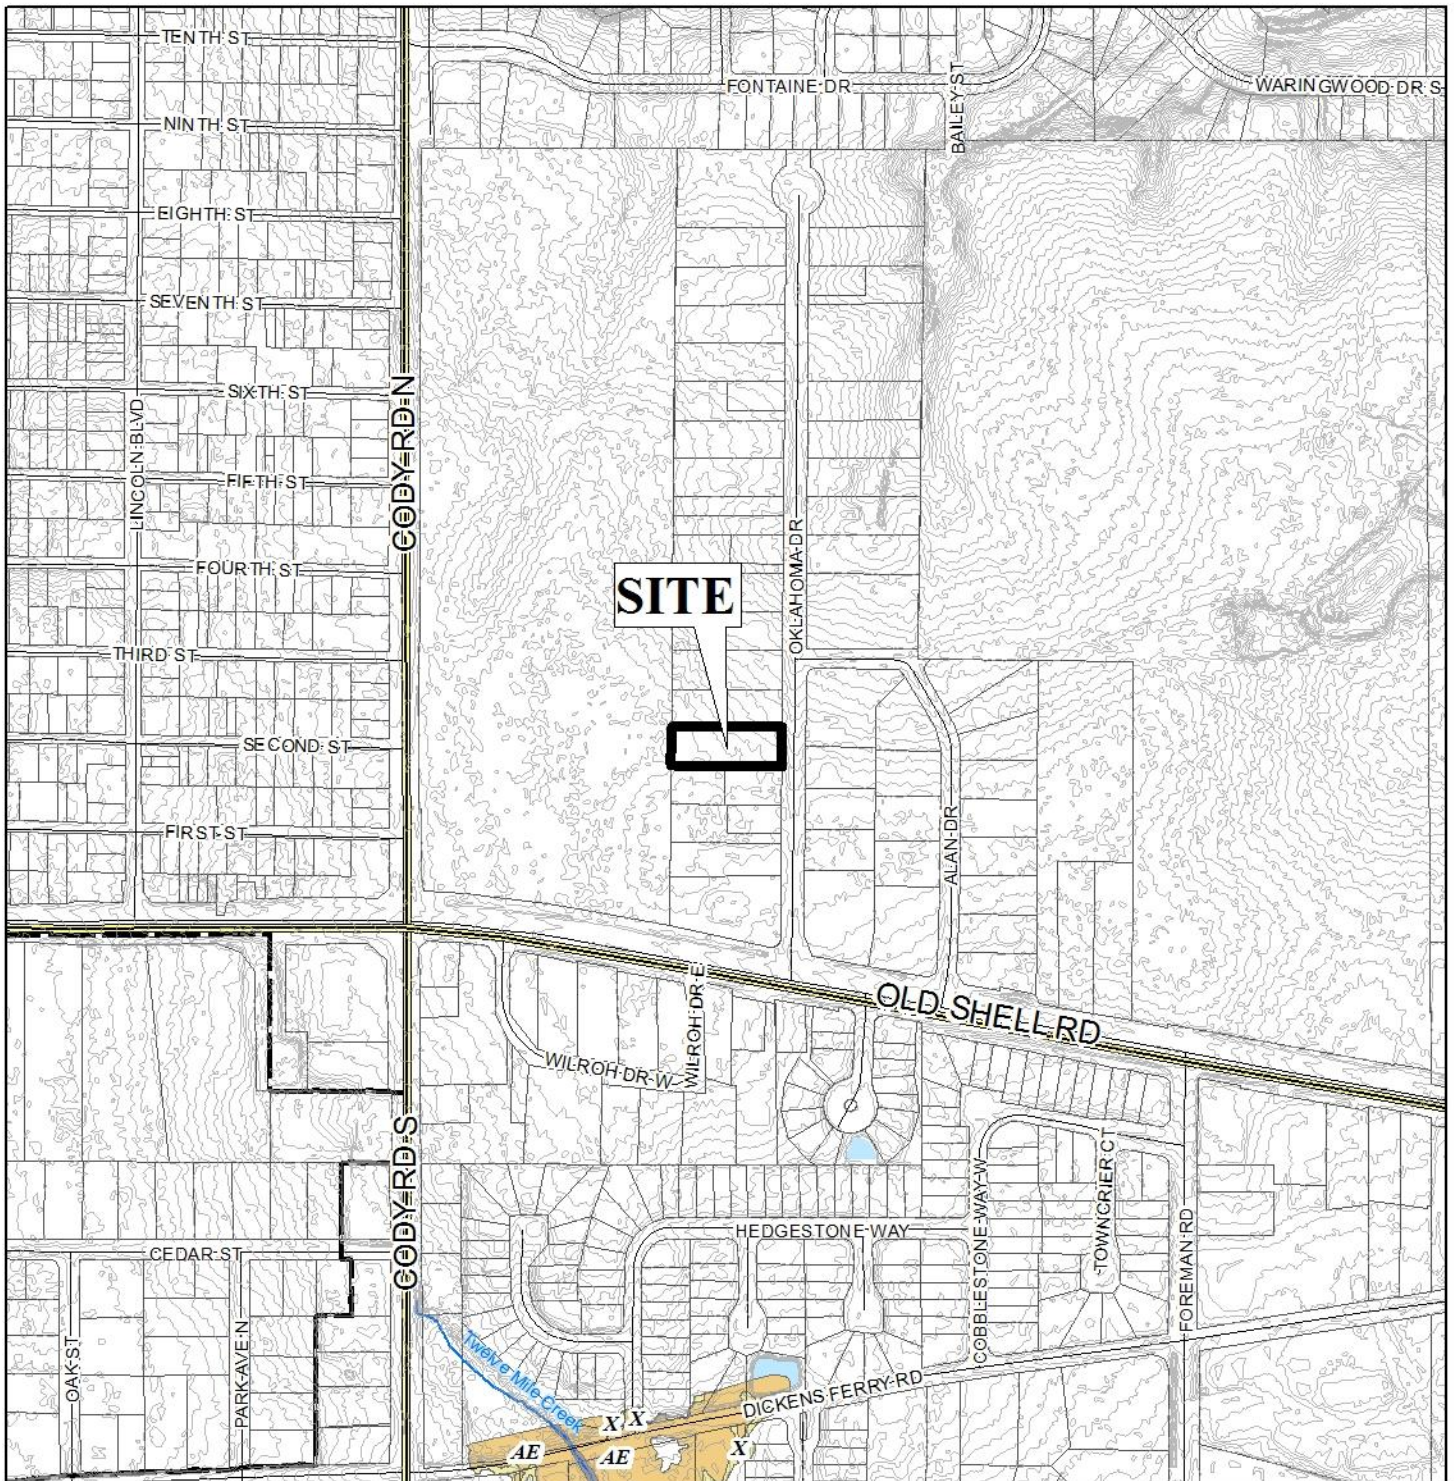 TENTH ST
FONTAINE DR
BAILEY ST
WARINGWOOD DR S
NINTH ST
EIGHTH ST
SEVENTH ST
SIXTH ST
LINCOLN BLVD
CODY RD N
FIFTH ST
FOURTH ST
OKLAHOMA DR
SITE
THIRD ST
SECOND ST
FIRST ST
ALAN DR
OLD SHELL RD
WILROH DR E
WILROH DR W
CODY RD S
COBBLESTONE WAY W
TOWNCRIER CT
FOREMAN RD
HEDGESTONE WAY
CEDAR ST
OAK ST
PARK AVE N
Twelve Mile Creek
DICKENS FERRY RD
X
X
AE
AE
X